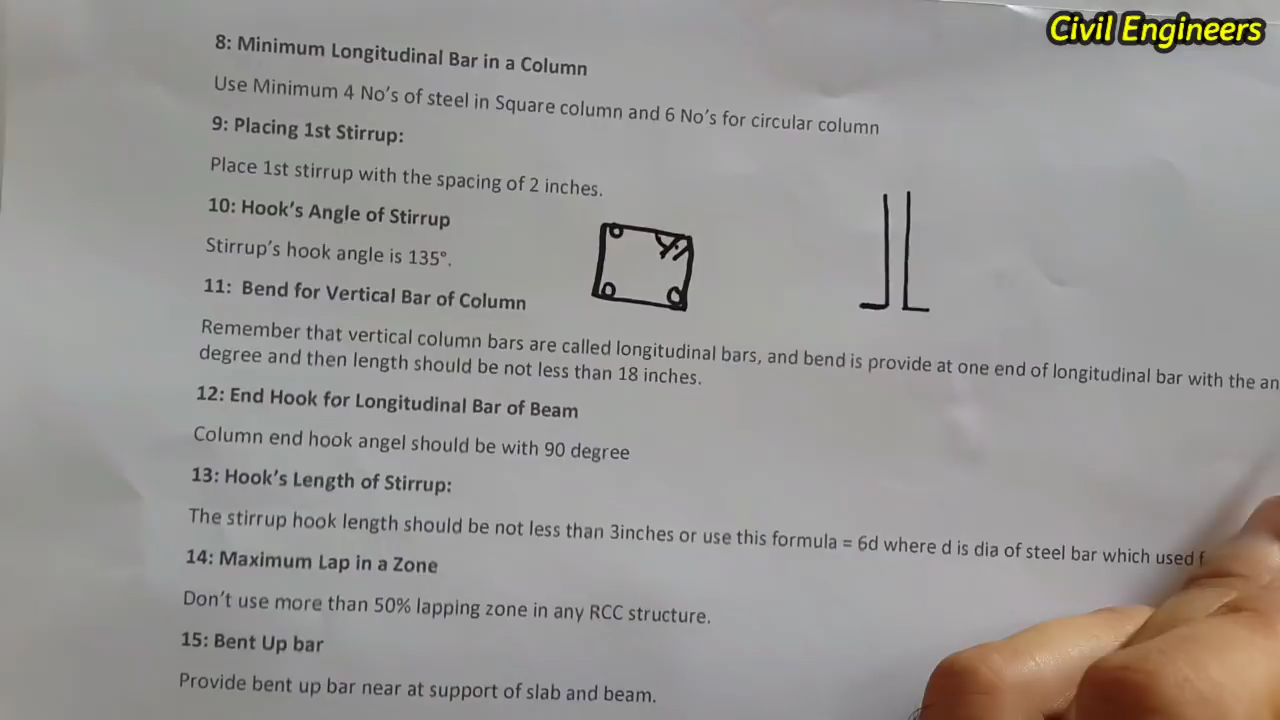 Civil Engineers
8: Minimum Longitudinal Bar in a Column
Use Minimum 4 No's of steel in Square column and 6 No's for circular column
9: Placing 1st Stirrup:
Place 1st stirrup with the spacing of 2 inches.
10: Hook's Angle of Stirrup
Stirrup's hook angle is 135°.
11: Bend for Vertical Bar of Column
Remember that vertical column bars are called longitudinal bars, and bend is provide at one end of longitudinal bar with the an
degree and then length should be not less than 18 inches.
12: End Hook for Longitudinal Bar of Beam
Column end hook angel should be with 90 degree
13: Hook's Length of Stirrup:
The stirrup hook length should be not less than 3inches or use this formula = 6d where d is dia of steel bar which used f
14: Maximum Lap in a Zone
Don't use more than 50% lapping zone in any RCC structure.
15: Bent Up bar
Provide bent up bar near at support of slab and beam.